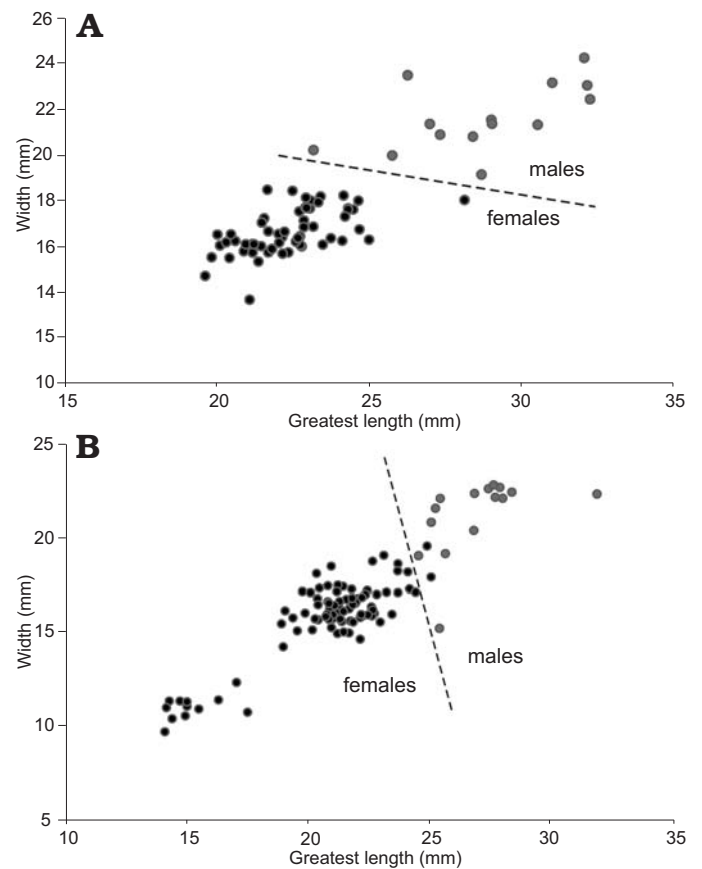 A
26
24
22
20
18
16
14
15
10
Width (mm)
males
females
15 20 25 30 35
Greatest length (mm)
B
25
20
15
10
5
Width (mm)
females
males
10 15 20 25 30 35
Greatest length (mm)